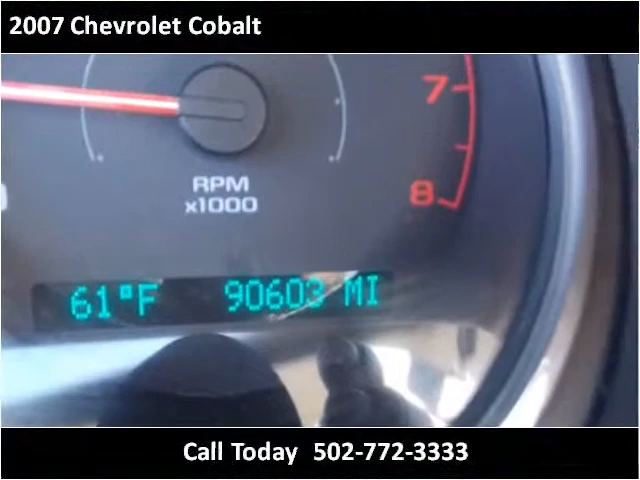 2007 Chevrolet Cobalt
7
RPM
x1000
8
61°F 90603 MI
Call Today 502-772-3333